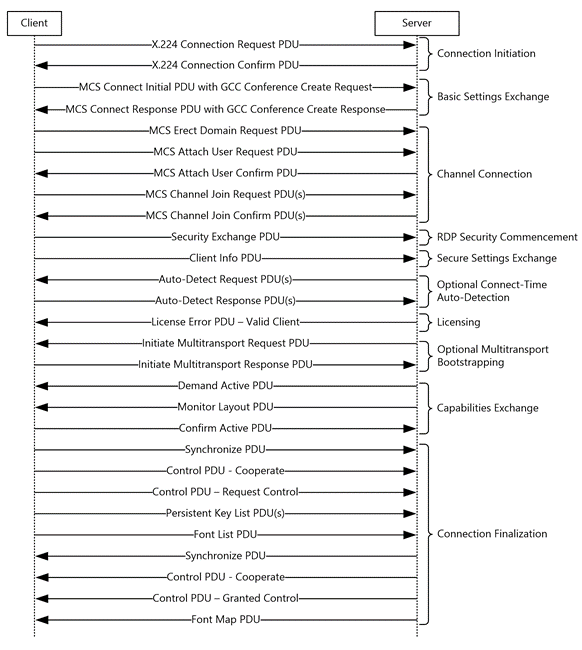 Client
Server
X.224 Connection Request PDU
X.224 Connection Confirm PDU
Connection Initiation
MCS Connect Initial PDU with GCC Conference Create Request
MCS Connect Response PDU with GCC Conference Create Response
Basic Settings Exchange
MCS Erect Domain Request PDU
MCS Attach User Request PDU
MCS Attach User Confirm PDU
MCS Channel Join Request PDU(s)
MCS Channel Join Confirm PDU(s)
Channel Connection
Security Exchange PDU
RDP Security Commencement
Client Info PDU
Secure Settings Exchange
Auto-Detect Request PDU(s)
Auto-Detect Response PDU(s)
Optional Connect-Time
Auto-Detection
License Error PDU – Valid Client
Licensing
Initiate Multitransport Request PDU
Initiate Multitransport Response PDU
Optional Multitransport
Bootstrapping
Demand Active PDU
Monitor Layout PDU
Confirm Active PDU
Capabilities Exchange
Synchronize PDU
Control PDU - Cooperate
Control PDU – Request Control
Persistent Key List PDU(s)
Font List PDU
Synchronize PDU
Control PDU - Cooperate
Control PDU – Granted Control
Font Map PDU
Connection Finalization